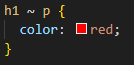 h1 ~ p {
color: red;
}